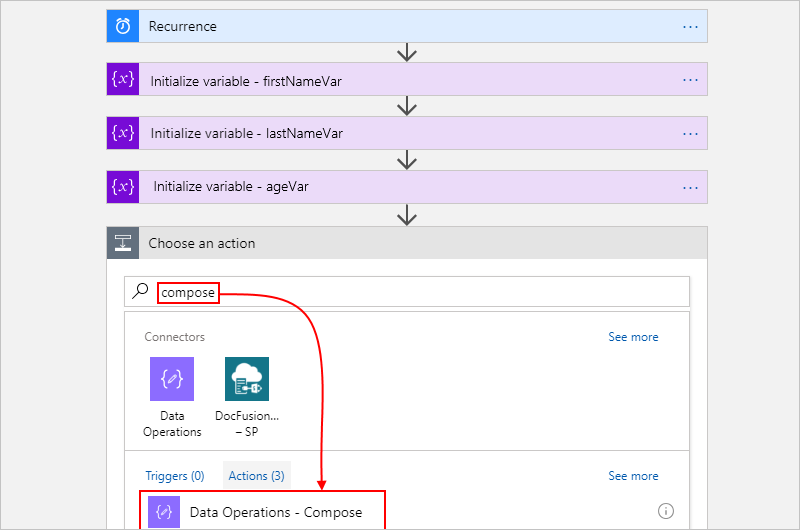 Recurrence
Initialize variable - firstNameVar
Initialize variable - lastNameVar
Initialize variable - ageVar
Choose an action
compose
Connectors
See more
Data
Operations
DocFusion...
– SP
Triggers (0)
Actions (3)
See more
Data Operations - Compose